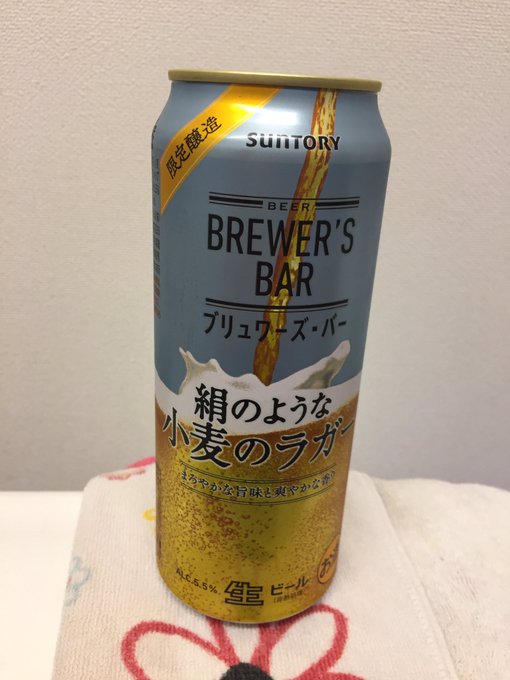 限定醸造
SUNTORY
BEER
BREWER'S
BAR
ブリュワーズ・バー
絹のような
小麦のラガー
まろやかな旨味と爽やかな香り
ALC.5.5%
生
ビール
お酒